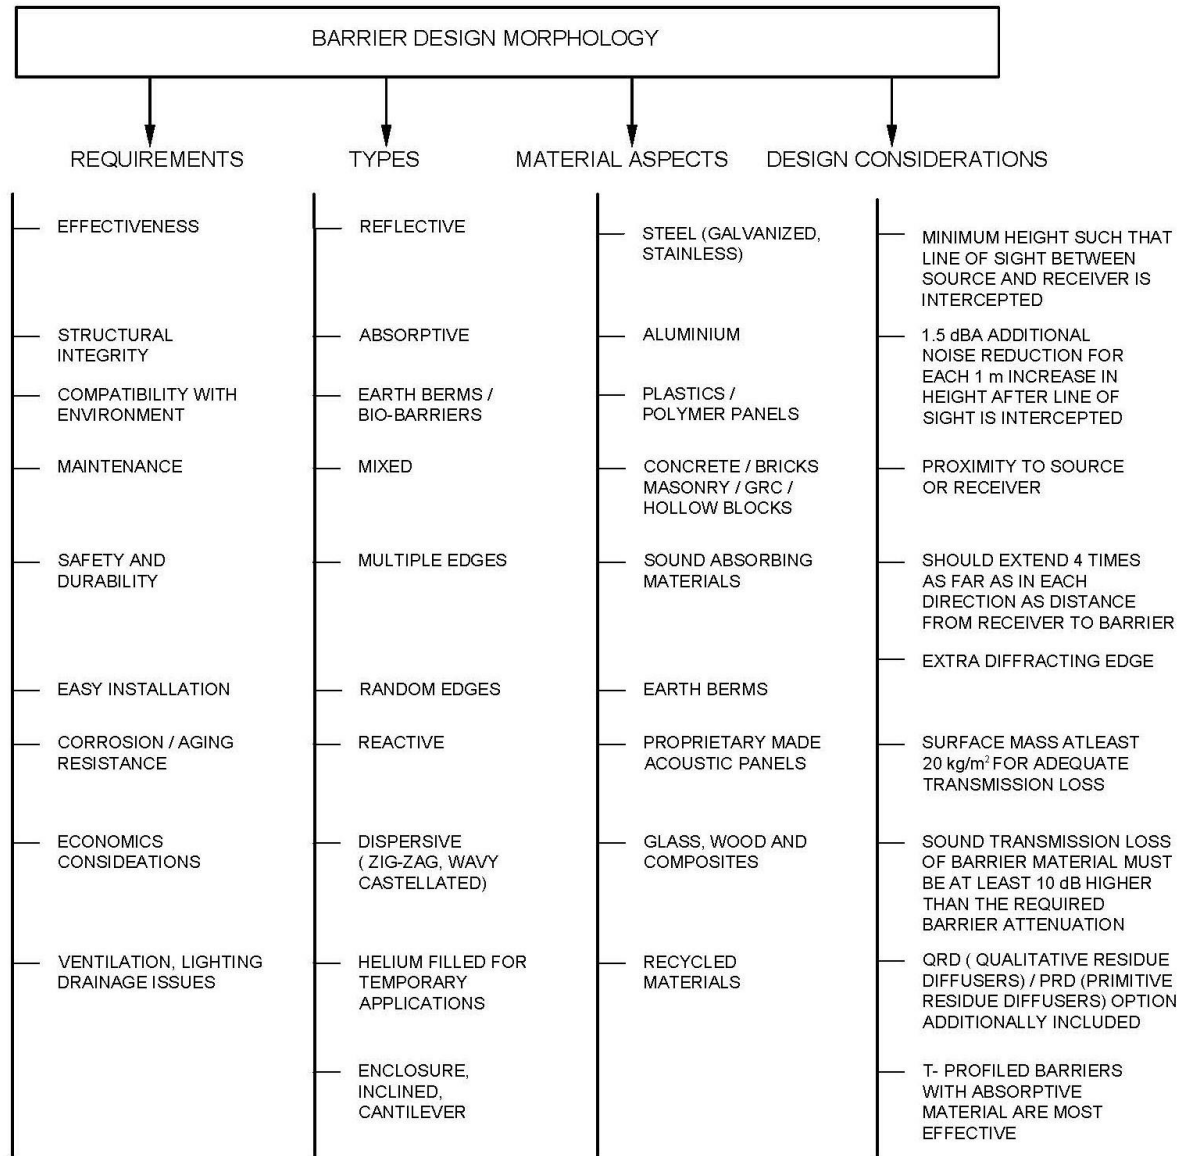 BARRIER DESIGN MORPHOLOGY
REQUIREMENTS
EFFECTIVENESS
STRUCTURAL
INTEGRITY
COMPATIBILITY WITH
ENVIRONMENT
MAINTENANCE
SAFETY AND
DURABILITY
EASY INSTALLATION
CORROSION / AGING
RESISTANCE
ECONOMICS
CONSIDEATIONS
VENTILATION, LIGHTING
DRAINAGE ISSUES
TYPES
REFLECTIVE
ABSORPTIVE
EARTH BERMS /
BIO-BARRIERS
MIXED
MULTIPLE EDGES
RANDOM EDGES
REACTIVE
DISPERSIVE
( ZIG-ZAG, WAVY
CASTELLATED)
HELIUM FILLED FOR
TEMPORARY
APPLICATIONS
ENCLOSURE,
INCLINED,
CANTILEVER
MATERIAL ASPECTS
STEEL (GALVANIZED,
STAINLESS)
ALUMINIUM
PLASTICS /
POLYMER PANELS
CONCRETE / BRICKS
MASONRY / GRC /
HOLLOW BLOCKS
SOUND ABSORBING
MATERIALS
EARTH BERMS
PROPRIETARY MADE
ACOUSTIC PANELS
GLASS, WOOD AND
COMPOSITES
RECYCLED
MATERIALS
DESIGN CONSIDERATIONS
MINIMUM HEIGHT SUCH THAT
LINE OF SIGHT BETWEEN
SOURCE AND RECEIVER IS
INTERCEPTED
1.5 dBA ADDITIONAL
NOISE REDUCTION FOR
EACH 1 m INCREASE IN
HEIGHT AFTER LINE OF
SIGHT IS INTERCEPTED
PROXIMITY TO SOURCE
OR RECEIVER
SHOULD EXTEND 4 TIMES
AS FAR AS IN EACH
DIRECTION AS DISTANCE
FROM RECEIVER TO BARRIER
EXTRA DIFFRACTING EDGE
SURFACE MASS ATLEAST
20 kg/m² FOR ADEQUATE
TRANSMISSION LOSS
SOUND TRANSMISSION LOSS
OF BARRIER MATERIAL MUST
BE AT LEAST 10 dB HIGHER
THAN THE REQUIRED
BARRIER ATTENUATION
QRD ( QUALITATIVE RESIDUE
DIFFUSERS) / PRD (PRIMITIVE
RESIDUE DIFFUSERS) OPTION
ADDITIONALLY INCLUDED
T- PROFILED BARRIERS
WITH ABSORPTIVE
MATERIAL ARE MOST
EFFECTIVE